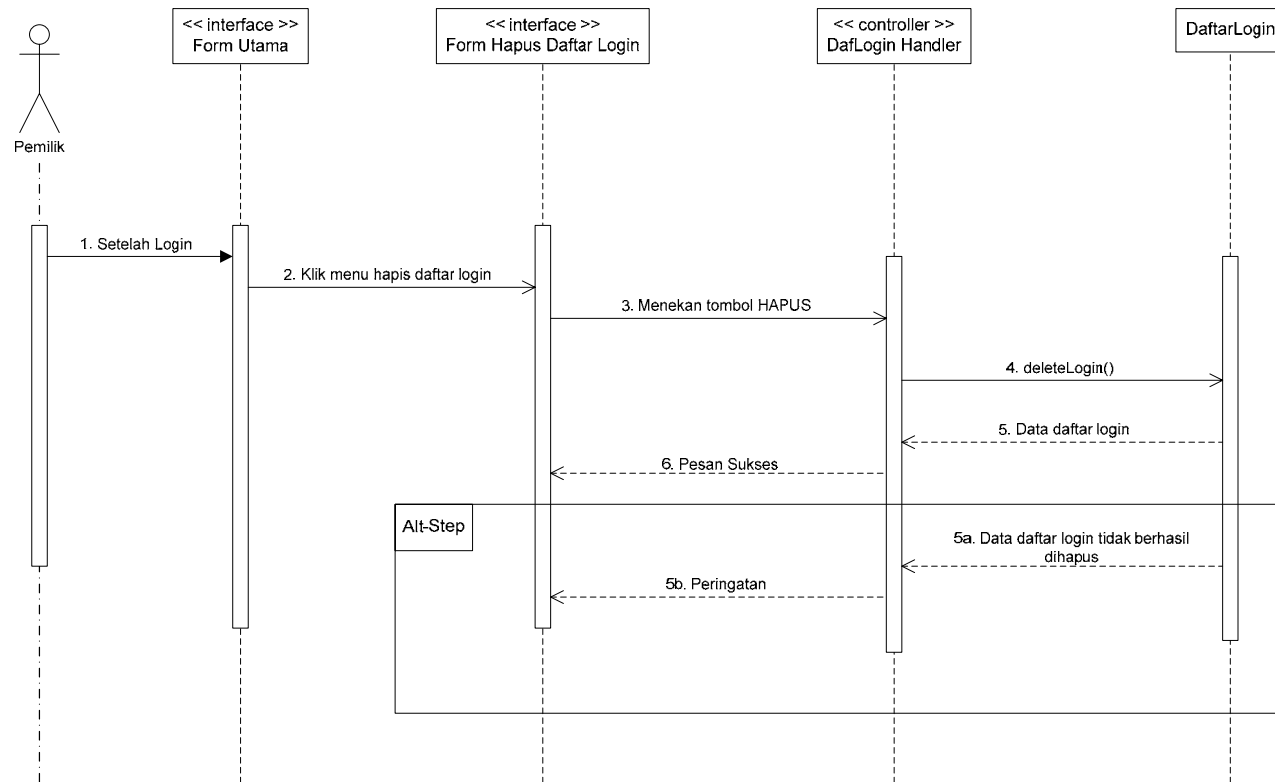 << interface >>
Form Utama
<< interface >>
Form Hapus Daftar Login
<< controller >>
DafLogin Handler
DaftarLogin
Pemilik
1. Setelah Login
2. Klik menu hapis daftar login
3. Menekan tombol HAPUS
4. deleteLogin()
5. Data daftar login
6. Pesan Sukses
Alt-Step
5a. Data daftar login tidak berhasil
dihapus
5b. Peringatan